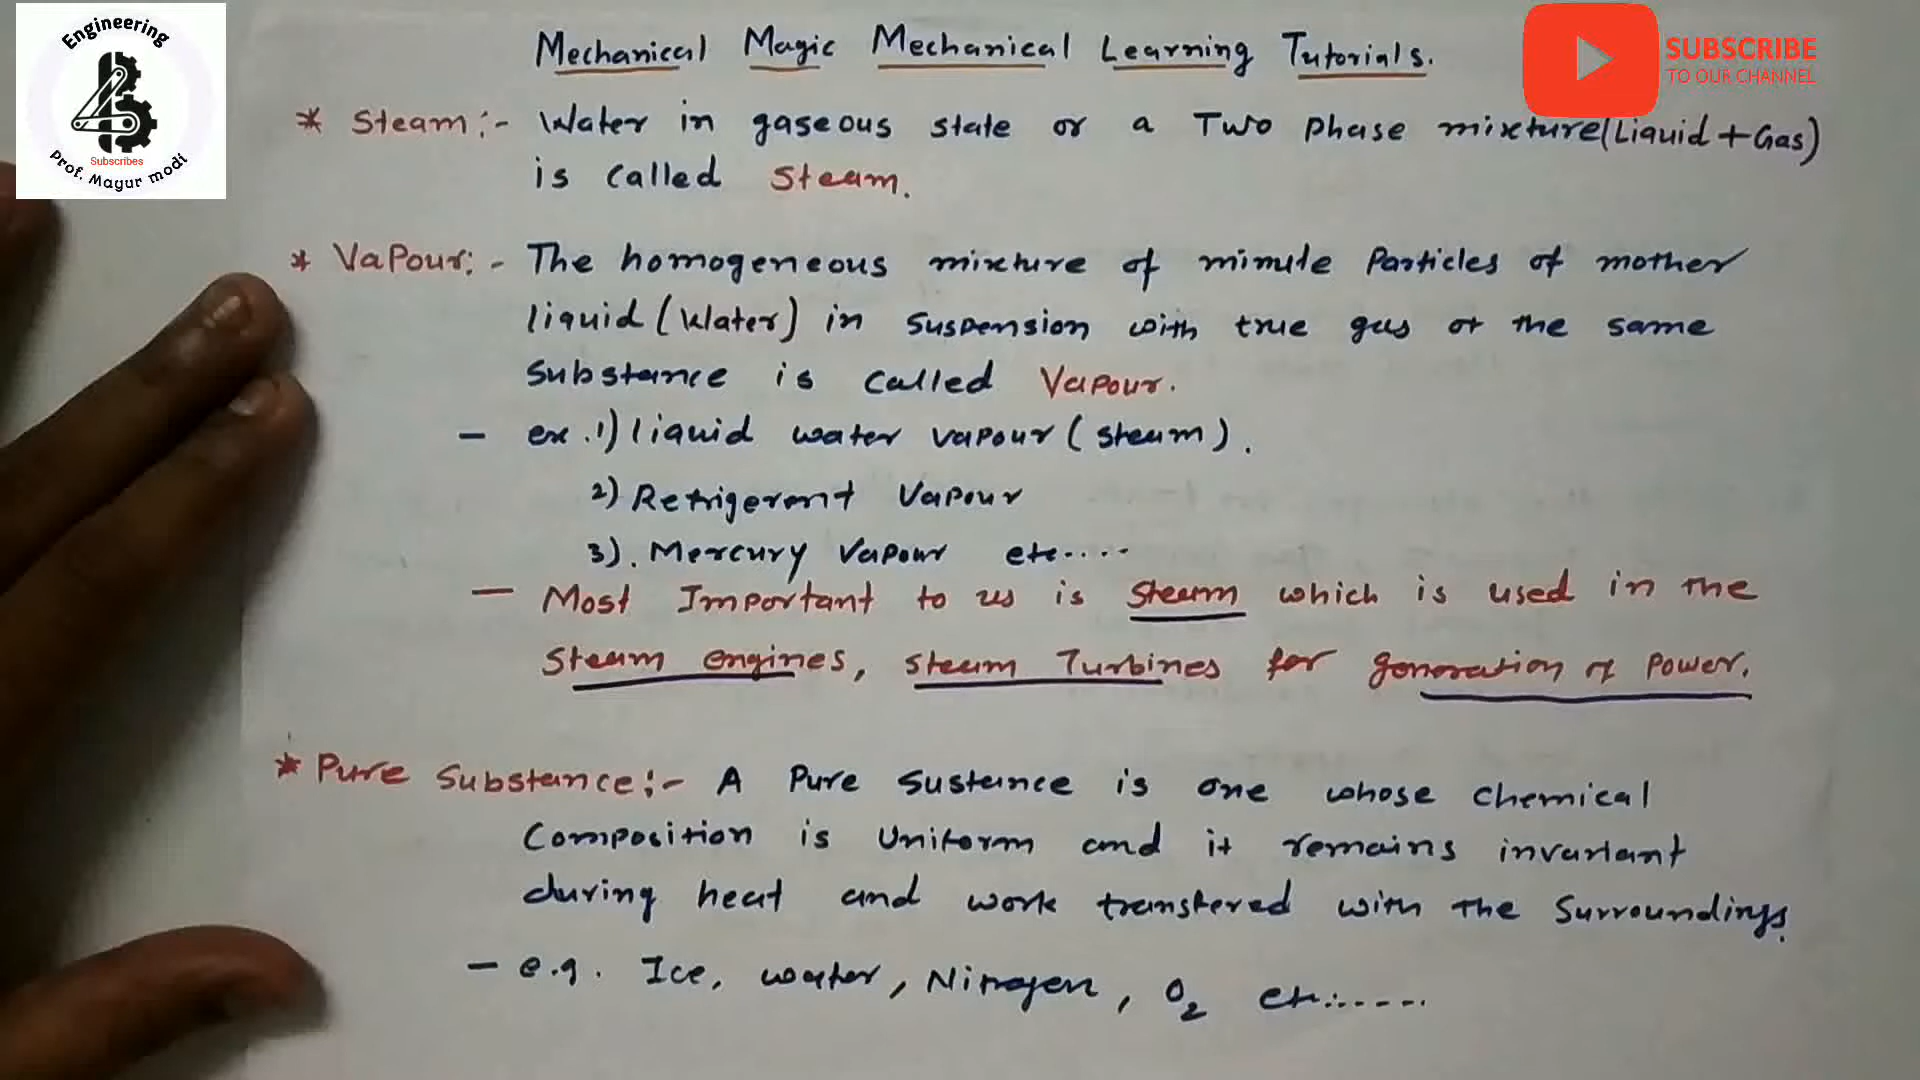 Engineering
Subscribes
Prof. Mayur modi
SUBSCRIBE
TO OUR CHANNEL
Mechanical Magic Mechanical Learning Tutorials.
* Steam:- Water in gaseous state or a Two Phase mixture(Liquid+Gas)
is called Steam.
* Vapour:- The homogeneous mixture of minute Particles of mother
liquid (Water) in suspension with true gas of the same
Substance is called Vapour.
- ex.1) liquid water vapour (steam).
2) Refrigerant Vapour
3). Mercury Vapour etc.....
- Most Important to us is Steam which is used in the
Steam engines, Steam Turbines for generation of Power.
* Pure Substance:- A Pure Sustance is one whose chemical
Composition is Uniform and it remains invariant
during heat and work transfered with the Surroundings.
- e.g. Ice, water, Nitrogen, O2 etc.......